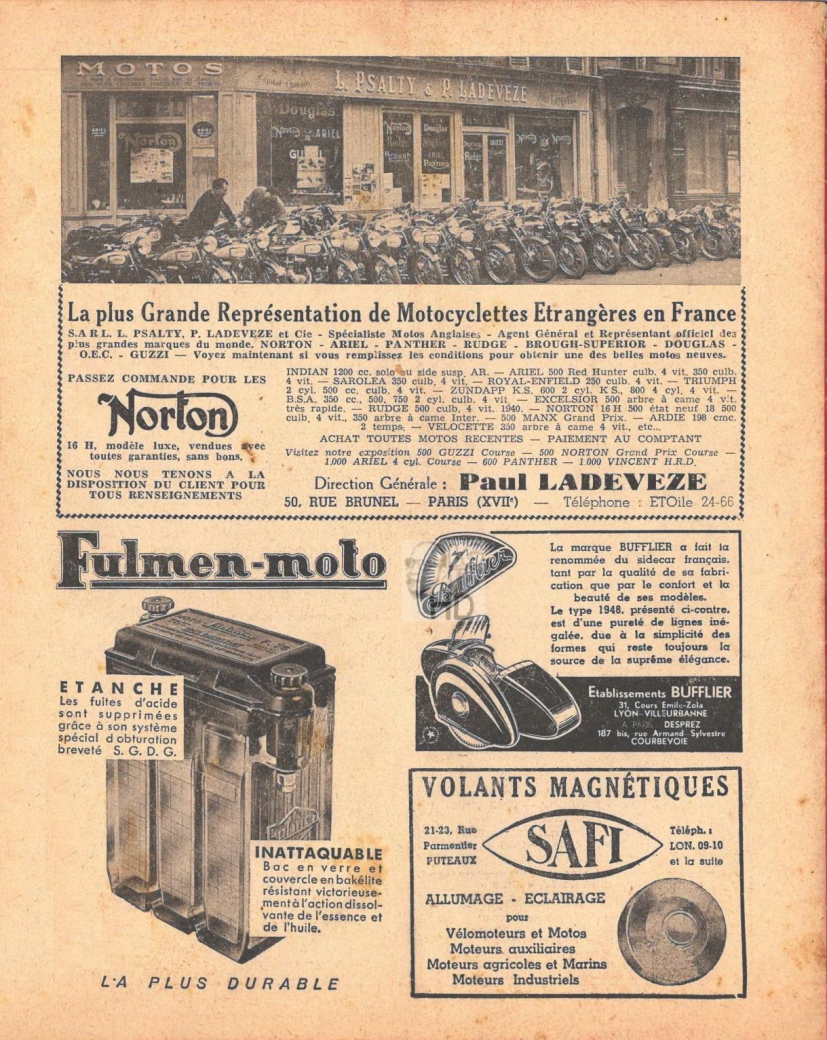 MOTOS
L. PSALTY & P. LADEVEZE
Douglas
Norton
ARIEL
Norton
Norton
Douglas
GUZZI
La plus Grande Représentation de Motocyclettes Etrangères en France
S.A R L. L. PSALTY, P. LADEVEZE et Cie - Spécialiste Motos Anglaises - Agent Général et Représentant officiel des
plus grandes marques du monde. NORTON - ARIEL - PANTHER - RUDGE - BROUGH-SUPERIOR - DOUGLAS -
O.E.C. - GUZZI — Voyez maintenant si vous remplissez les conditions pour obtenir une des belles motos neuves.
PASSEZ COMMANDE POUR LES
Norton
16 H, modèle luxe, vendues avec
toutes garanties, sans bons.
NOUS NOUS TENONS A LA
DISPOSITION DU CLIENT POUR
TOUS RENSEIGNEMENTS
INDIAN 1200 cc. solo ou side susp. AR. — ARIEL 500 Red Hunter culb. 4 vit. 350 culb.
4 vit. — SAROLEA 350 culb. 4 vit. — ROYAL-ENFIELD 250 culb. 4 vit. — TRIUMPH
2 cyl. 500 cc. culb. 4 vit. — ZUNDAPP K.S. 600 2 cyl. K S., 800 4 cyl. 4 vit. —
B.S.A. 350 cc., 500, 750 2 cyl. culb. 4 vit — EXCELSIOR 500 arbre à came 4 vit.
très rapide. — RUDGE 500 culb. 4 vit. 1940. — NORTON 16 H 500 état neuf 18 500
culb. 4 vit., 350 arbre à came Inter. — 500 MANX Grand Prix. — ARDIE 198 cmc.
2 temps. — VELOCETTE 350 arbre à came 4 vit., etc...
ACHAT TOUTES MOTOS RECENTES — PAIEMENT AU COMPTANT
Visitez notre exposition 500 GUZZI Course — 500 NORTON Grand Prix Course —
1.000 ARIEL 4 cyl. Course — 600 PANTHER — 1 000 VINCENT H.R.D.
Direction Générale : Paul LADEVEZE
50, RUE BRUNEL — PARIS (XVIIe) — Téléphone : ETOile 24-66
Fulmen-moto
ETANCHE
Les fuites d'acide
sont supprimées
grâce à son système
spécial d'obturation
breveté S. G. D. G.
INATTAQUABLE
Bac en verre et
couvercle en bakélite
résistant victorieuse-
ment à l'action dissol-
vante de l'essence et
de l'huile.
LA PLUS DURABLE
Bufflier
La marque BUFFLIER a fait la
renommée du sidecar français,
tant par la qualité de sa fabri-
cation que par le confort et la
beauté de ses modèles.
Le type 1948, présenté ci-contre,
est d'une pureté de lignes iné-
galée, due à la simplicité des
formes qui reste toujours la
source de la suprême élégance.
Etablissements BUFFLIER
31, Cours Emile-Zola
LYON-VILLEURBANNE
A PARIS DESPREZ
187 bis, rue Armand-Sylvestre
COURBEVOIE
VOLANTS MAGNÉTIQUES
21-23, Rue
Parmentier
PUTEAUX
SAFI
Téléph. :
LON. 09-10
et la suite
ALLUMAGE - ECLAIRAGE
pour
Vélomoteurs et Motos
Moteurs auxiliaires
Moteurs agricoles et Marins
Moteurs Industriels